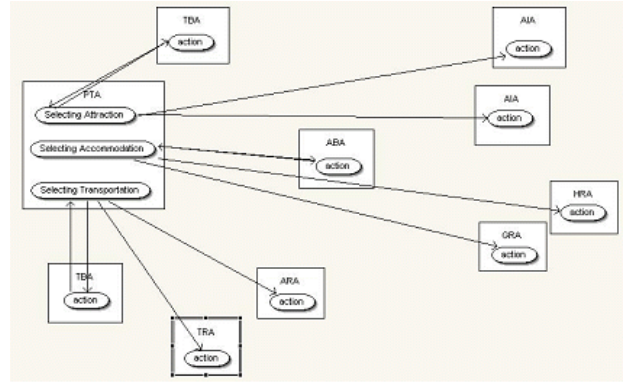 TBA
action
AIA
action
PTA
Selecting Attraction
AIA
action
Selecting Accommodation
ABA
action
Selecting Transportation
HRA
action
GRA
action
TBA
action
ARA
action
TRA
action